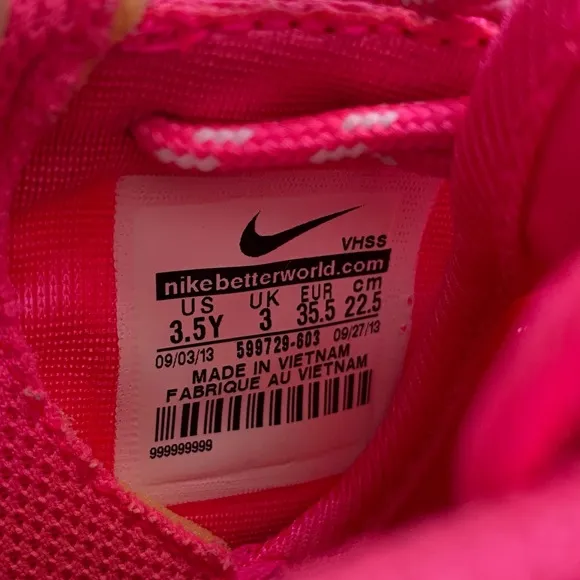 VHSS
nikebetterworld.com
US UK EUR cm
3.5Y 3 35.5 22.5
09/03/13 599729-603 09/27/13
MADE IN VIETNAM
FABRIQUE AU VIETNAM
999999999